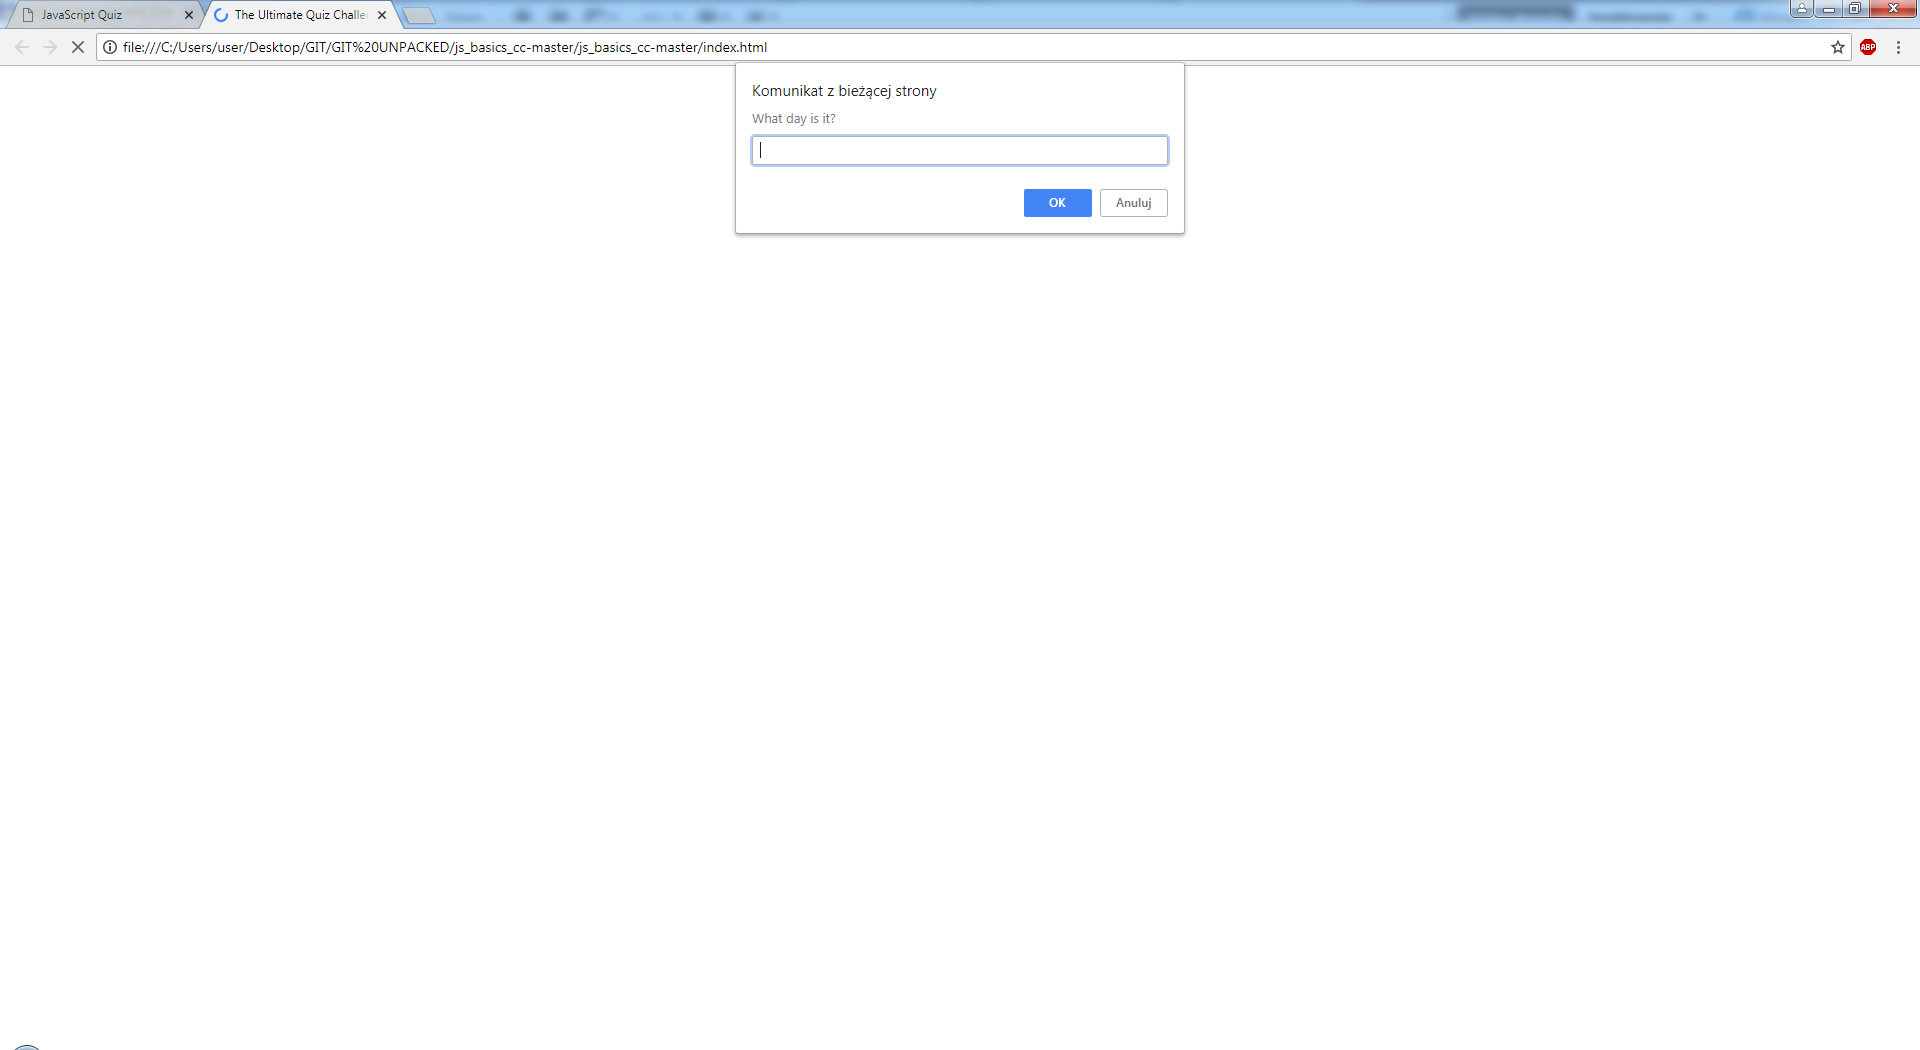 JavaScript Quiz
The Ultimate Quiz Challe
file:///C:/Users/user/Desktop/GIT/GIT%20UNPACKED/js_basics_cc-master/js_basics_cc-master/index.html
ABP
Komunikat z bieżącej strony
What day is it?
OK
Anuluj